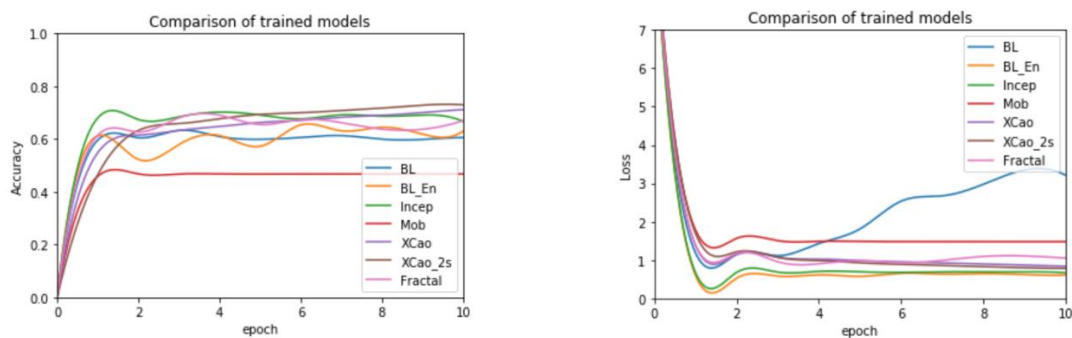 Comparison of trained models
1.0
0.8
0.6
0.4
0.2
0.0
Accuracy
0 2 4 6 8 10
epoch
BL
BL_En
Incep
Mob
XCao
XCao_2s
Fractal
Comparison of trained models
7
6
5
4
3
2
1
0
Loss
0 2 4 6 8 10
epoch
BL
BL_En
Incep
Mob
XCao
XCao_2s
Fractal